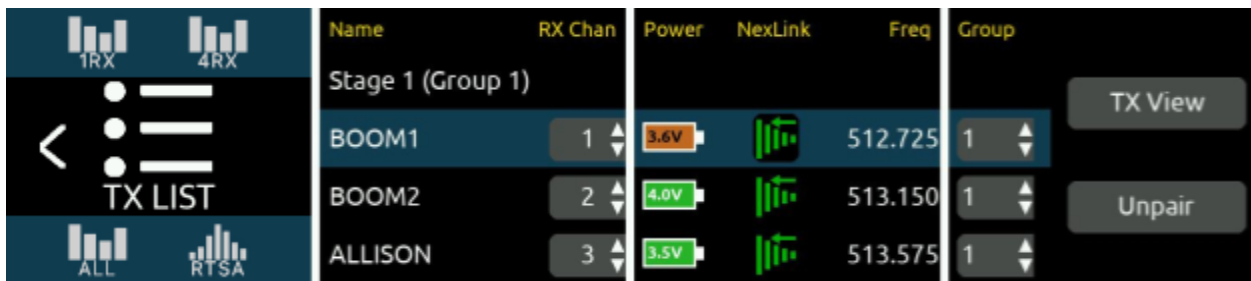 1RX 4RX
TX LIST
ALL RTSA
Name RX Chan Power NexLink Freq Group
Stage 1 (Group 1)
BOOM1 1 3.6V 512.725 1
BOOM2 2 4.0V 513.150 1
ALLISON 3 3.5V 513.575 1
TX View
Unpair